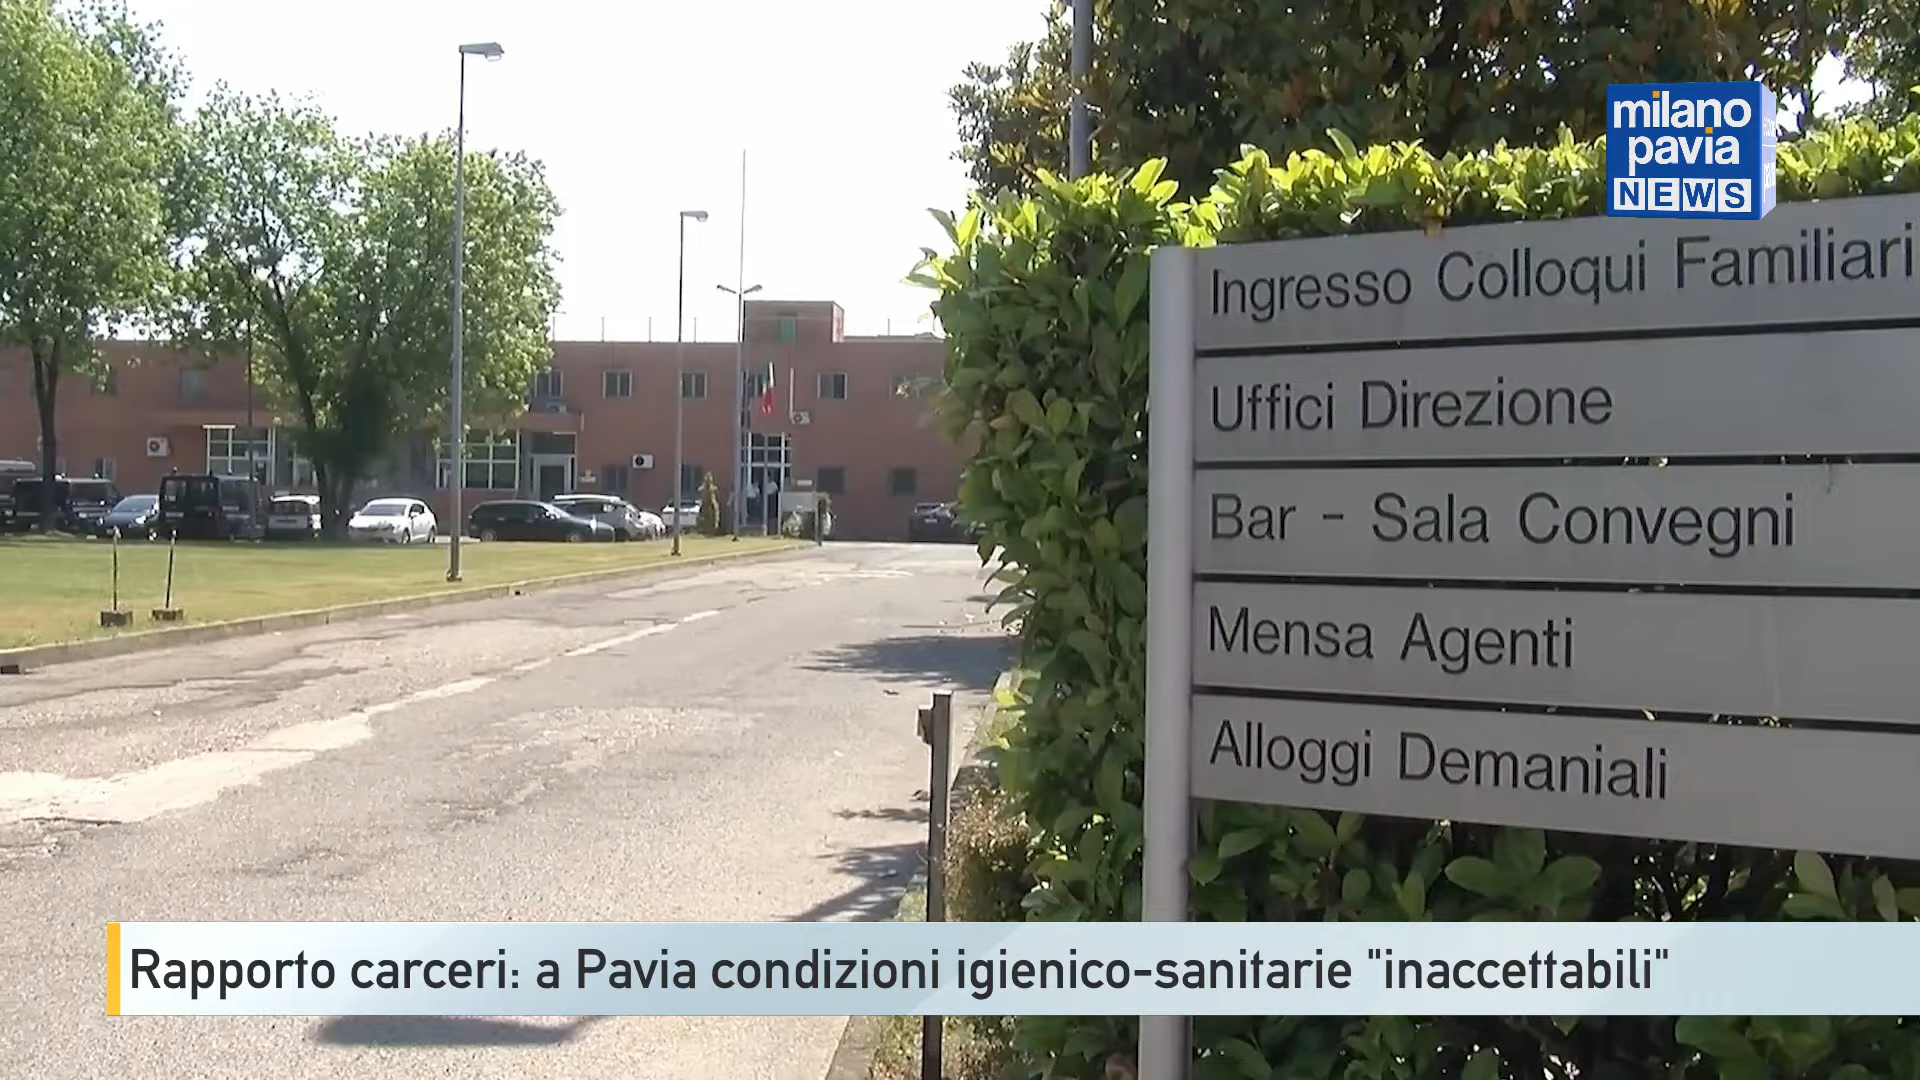 milano
pavia
NEWS
Ingresso Colloqui Familiari
Uffici Direzione
Bar - Sala Convegni
Mensa Agenti
Alloggi Demaniali
Rapporto carceri: a Pavia condizioni igienico-sanitarie "inaccettabili"